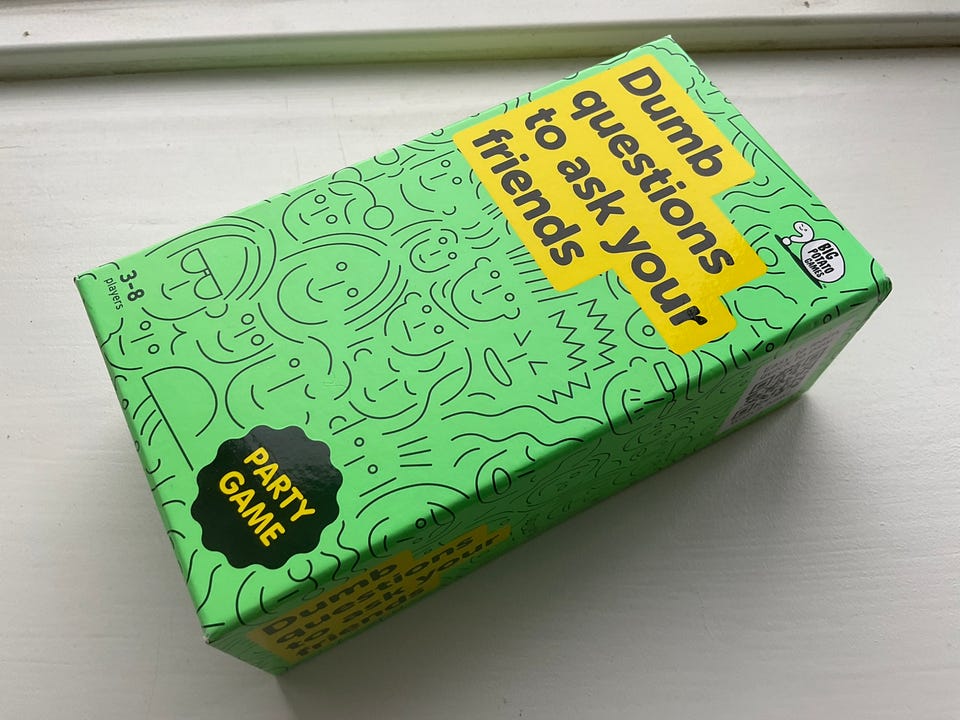 Dumb
questions
to ask your
friends
BIG
POTATO
GAMES
3-8
players
PARTY
GAME
Dumb
questions
to ask your
friends